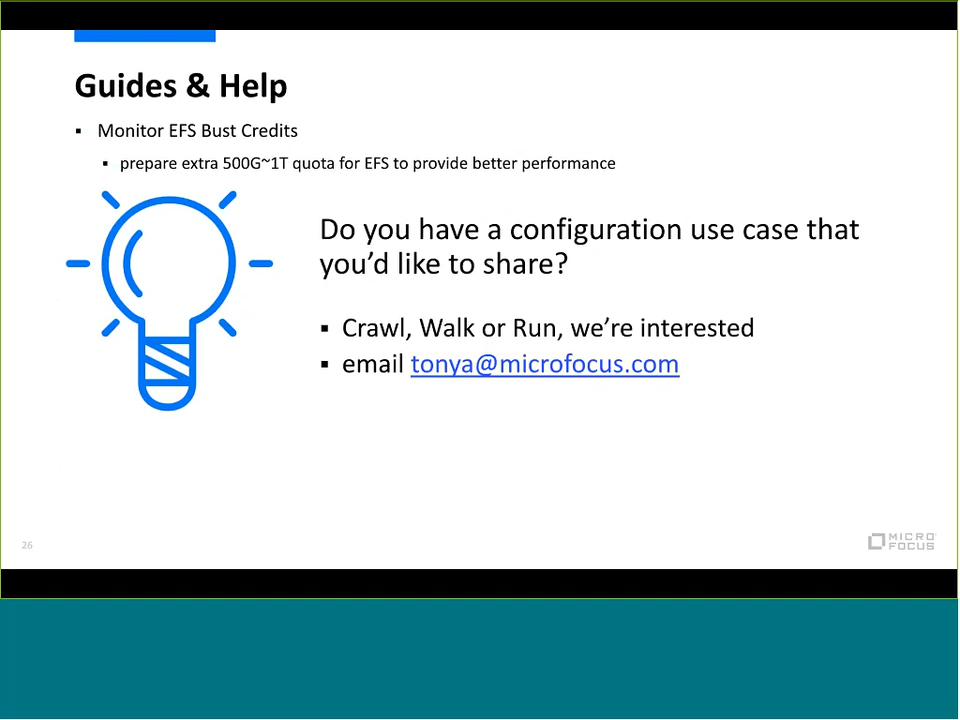 Guides & Help
▪ Monitor EFS Bust Credits
▪ prepare extra 500G~1T quota for EFS to provide better performance
Do you have a configuration use case that
you’d like to share?
▪ Crawl, Walk or Run, we’re interested
▪ email tonya@microfocus.com
26
MICRO
FOCUS